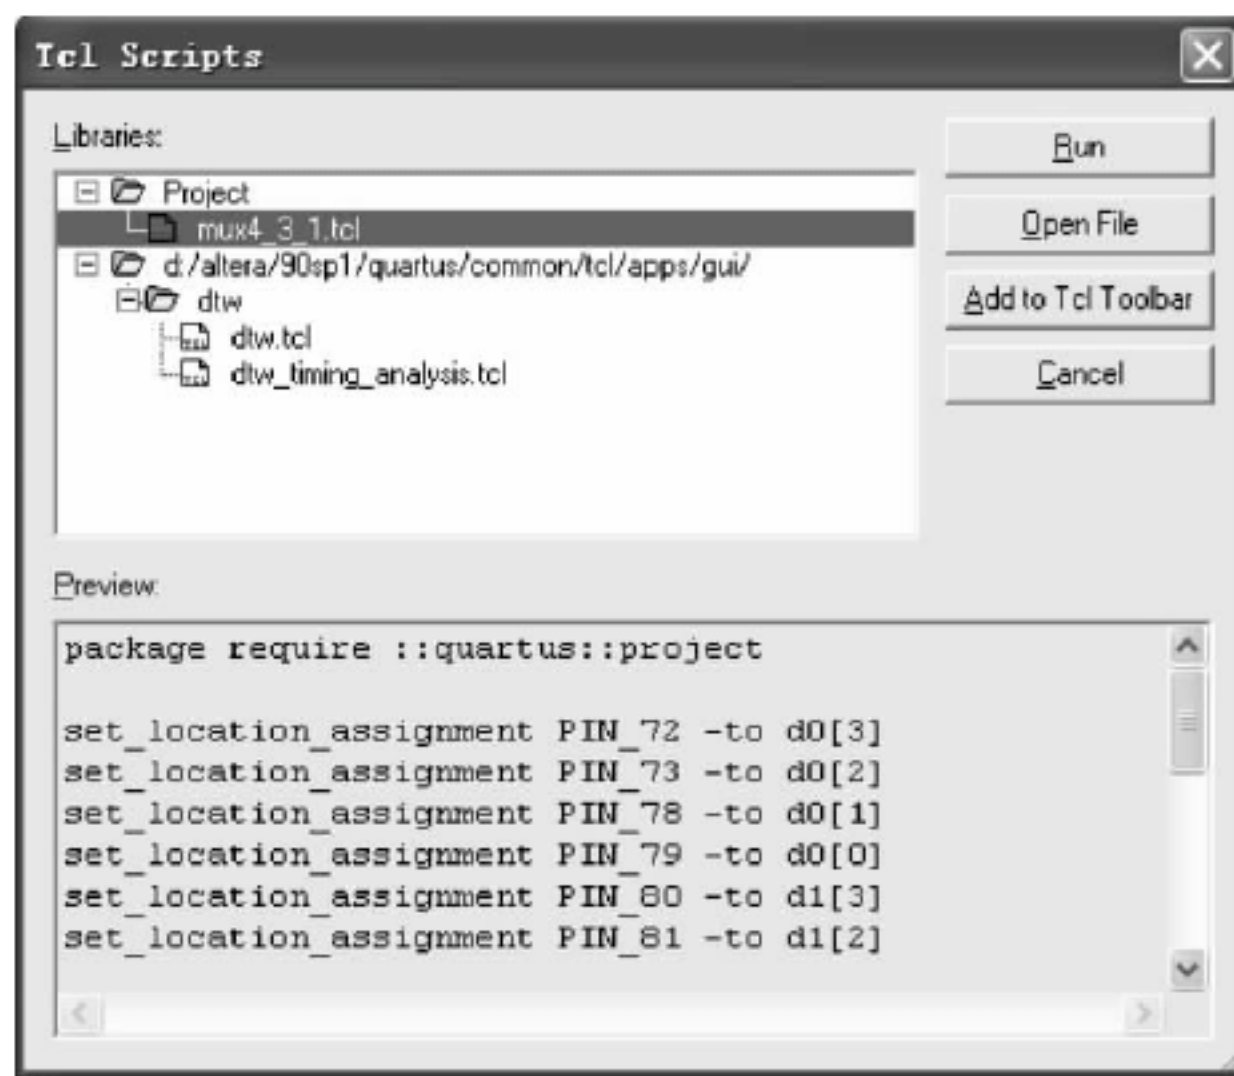 Tcl Scripts
Libraries:
Run
Project
mux4_3_1.tcl
Open File
d:/altera/90sp1/quartus/common/tcl/apps/gui/
dtw
Add to Tcl Toolbar
dtw.tcl
dtw_timing_analysis.tcl
Cancel
Preview:
package require ::quartus::project
set_location_assignment PIN_72 -to d0[3]
set_location_assignment PIN_73 -to d0[2]
set_location_assignment PIN_78 -to d0[1]
set_location_assignment PIN_79 -to d0[0]
set_location_assignment PIN_80 -to d1[3]
set_location_assignment PIN_81 -to d1[2]